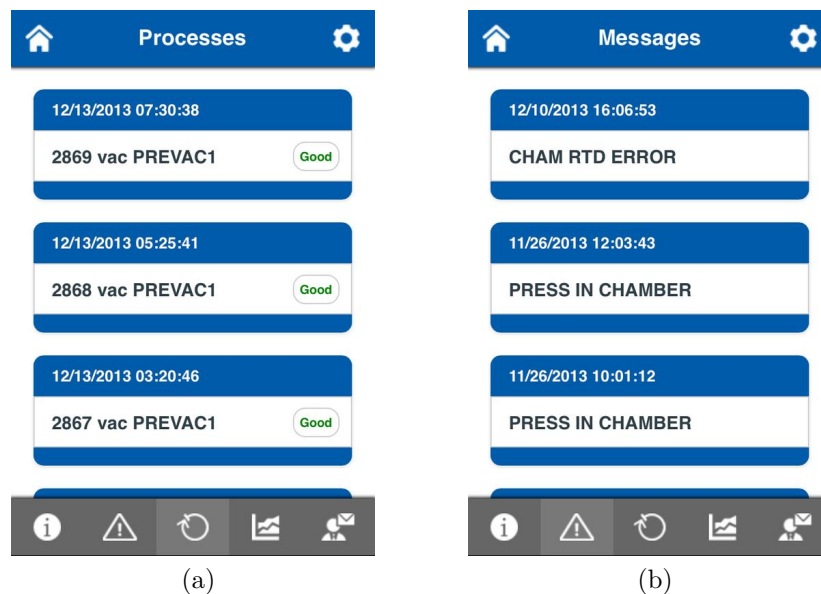 Processes
12/13/2013 07:30:38
2869 vac PREVAC1 Good
12/13/2013 05:25:41
2868 vac PREVAC1 Good
12/13/2013 03:20:46
2867 vac PREVAC1 Good
(a)
Messages
12/10/2013 16:06:53
CHAM RTD ERROR
11/26/2013 12:03:43
PRESS IN CHAMBER
11/26/2013 10:01:12
PRESS IN CHAMBER
(b)